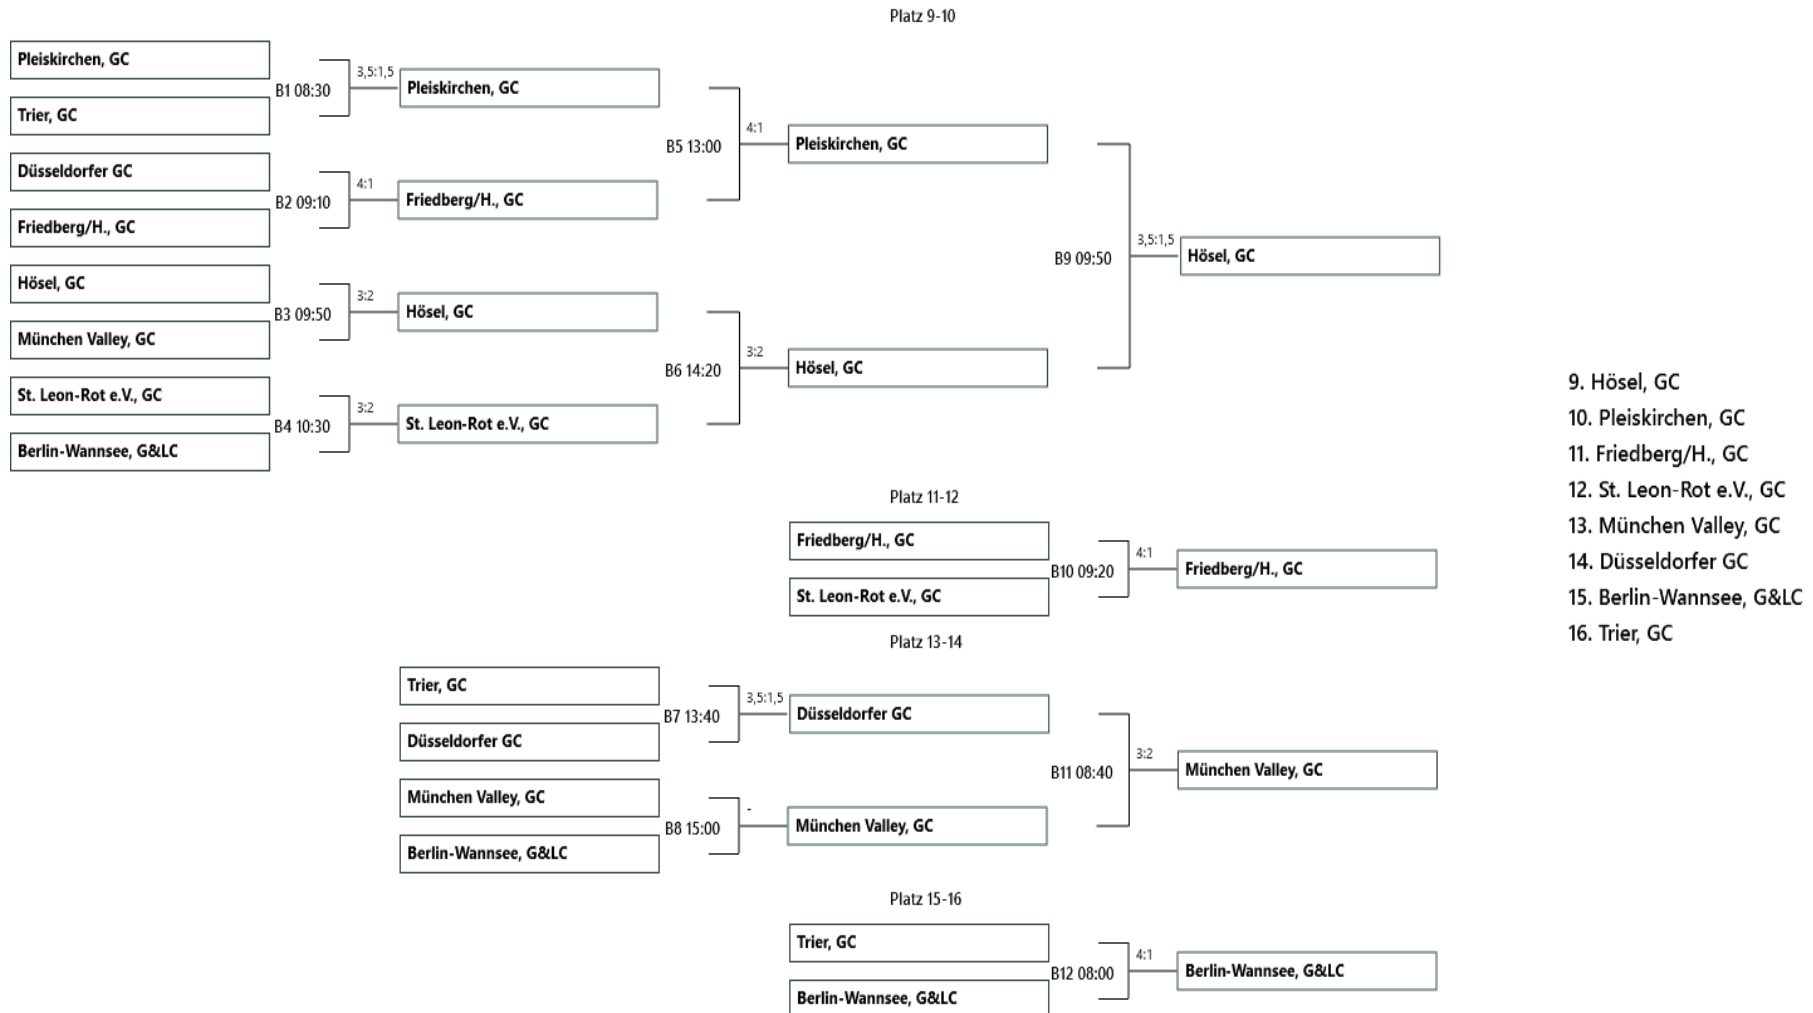 Platz 9-10
Pleiskirchen, GC
Trier, GC
B1 08:30
3,5:1,5
Pleiskirchen, GC
Düsseldorfer GC
Friedberg/H., GC
B2 09:10
4:1
Friedberg/H., GC
Hösel, GC
München Valley, GC
B3 09:50
3:2
Hösel, GC
St. Leon-Rot e.V., GC
Berlin-Wannsee, G&LC
B4 10:30
3:2
St. Leon-Rot e.V., GC
B5 13:00
4:1
Pleiskirchen, GC
B6 14:20
3:2
Hösel, GC
B9 09:50
3,5:1,5
Hösel, GC
Platz 11-12
Friedberg/H., GC
St. Leon-Rot e.V., GC
B10 09:20
4:1
Friedberg/H., GC
Platz 13-14
Trier, GC
Düsseldorfer GC
B7 13:40
3,5:1,5
Düsseldorfer GC
München Valley, GC
Berlin-Wannsee, G&LC
B8 15:00
-
München Valley, GC
B11 08:40
3:2
München Valley, GC
Platz 15-16
Trier, GC
Berlin-Wannsee, G&LC
B12 08:00
4:1
Berlin-Wannsee, G&LC
9. Hösel, GC
10. Pleiskirchen, GC
11. Friedberg/H., GC
12. St. Leon-Rot e.V., GC
13. München Valley, GC
14. Düsseldorfer GC
15. Berlin-Wannsee, G&LC
16. Trier, GC